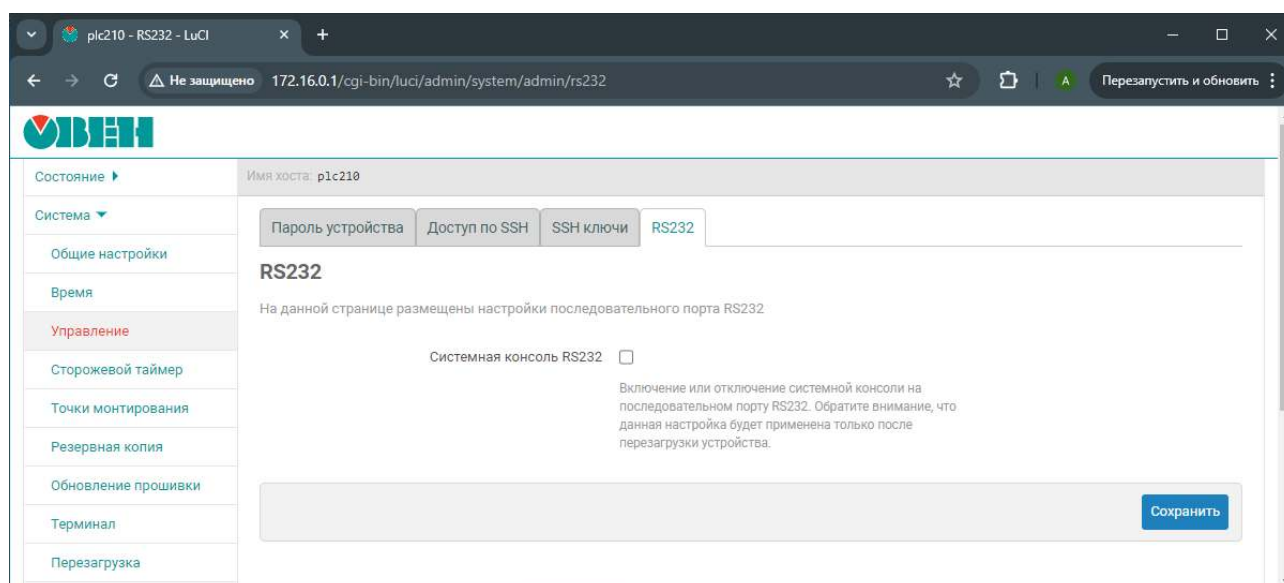 plc210 - RS232 - LuCI
Не защищено 172.16.0.1/cgi-bin/luci/admin/system/admin/rs232
A
Перезапустить и обновить
ОВЕН
Состояние
Имя хоста: plc210
Система
Пароль устройства Доступ по SSH SSH ключи RS232
Общие настройки
RS232
Время
На данной странице размещены настройки последовательного порта RS232
Управление
Системная консоль RS232
Сторожевой таймер
Включение или отключение системной консоли на
последовательном порту RS232. Обратите внимание, что
данная настройка будет применена только после
перезагрузки устройства.
Точки монтирования
Резервная копия
Обновление прошивки
Сохранить
Терминал
Перезагрузка